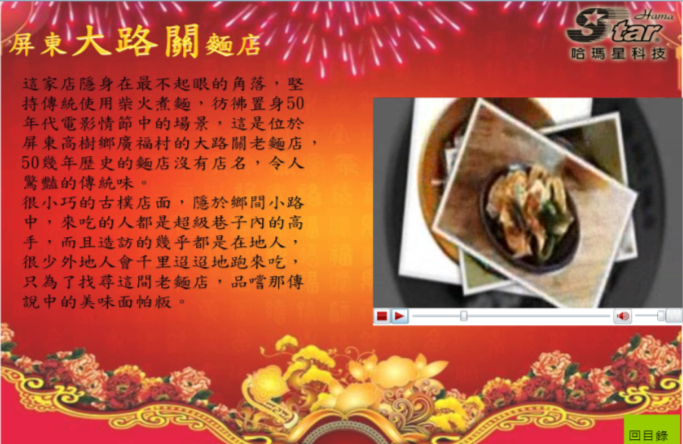 屏東大路關麵店
Hama
Star
哈瑪星科技
這家店隱身在最不起眼的角落，堅
持傳統使用柴火煮麵，彷彿置身50
年代電影情節中的場景，這是位於
屏東高樹鄉廣福村的大路關老麵店，
50幾年歷史的麵店沒有店名，令人
驚豔的傳統味。
很小巧的古樸店面，隱於鄉間小路
中，來吃的人都是超級巷子內的高
手，而且造訪的幾乎都是在地人，
很少外地人會千里迢迢地跑來吃，
只為了找尋這間老麵店，品嚐那傳
說中的美味面帕粄。
回目錄